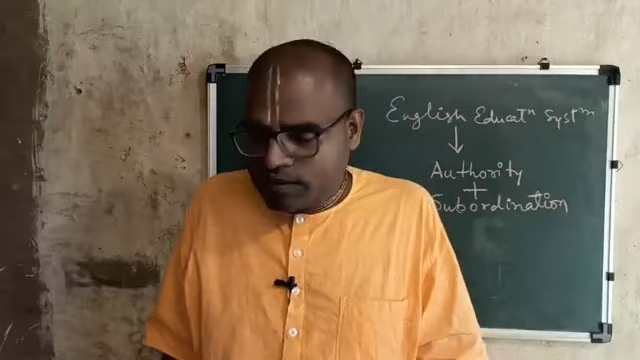 English Educatn Systm
↓
Authority
+
Subordination